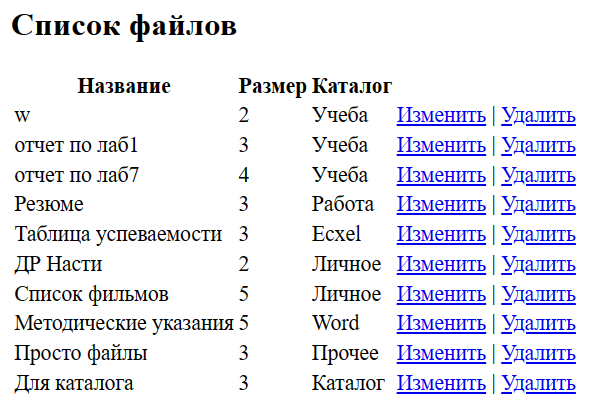 Список файлов
Название Размер Каталог
w 2 Учеба Изменить | Удалить
отчет по лаб1 3 Учеба Изменить | Удалить
отчет по лаб7 4 Учеба Изменить | Удалить
Резюме 3 Работа Изменить | Удалить
Таблица успеваемости 3 Ecxel Изменить | Удалить
ДР Насти 2 Личное Изменить | Удалить
Список фильмов 5 Личное Изменить | Удалить
Методические указания 5 Word Изменить | Удалить
Просто файлы 3 Прочее Изменить | Удалить
Для каталога 3 Каталог Изменить | Удалить